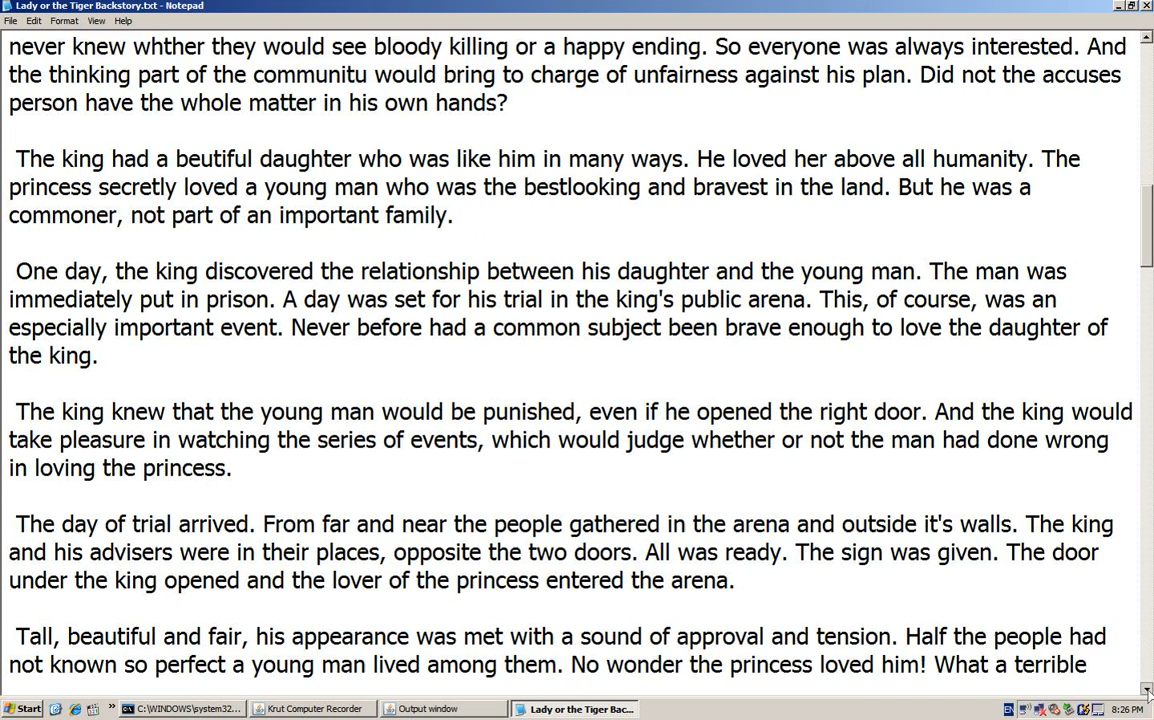 Lady or the Tiger Backstory.txt - Notepad
File Edit Format View Help
never knew whther they would see bloody killing or a happy ending. So everyone was always interested. And
the thinking part of the communitu would bring to charge of unfairness against his plan. Did not the accuses
person have the whole matter in his own hands?
The king had a beutiful daughter who was like him in many ways. He loved her above all humanity. The
princess secretly loved a young man who was the bestlooking and bravest in the land. But he was a
commoner, not part of an important family.
One day, the king discovered the relationship between his daughter and the young man. The man was
immediately put in prison. A day was set for his trial in the king's public arena. This, of course, was an
especially important event. Never before had a common subject been brave enough to love the daughter of
the king.
The king knew that the young man would be punished, even if he opened the right door. And the king would
take pleasure in watching the series of events, which would judge whether or not the man had done wrong
in loving the princess.
The day of trial arrived. From far and near the people gathered in the arena and outside it's walls. The king
and his advisers were in their places, opposite the two doors. All was ready. The sign was given. The door
under the king opened and the lover of the princess entered the arena.
Tall, beautiful and fair, his appearance was met with a sound of approval and tension. Half the people had
not known so perfect a young man lived among them. No wonder the princess loved him! What a terrible
Start C:\WINDOWS\system32... Krut Computer Recorder Output window Lady or the Tiger Bac... EN 8:26 PM